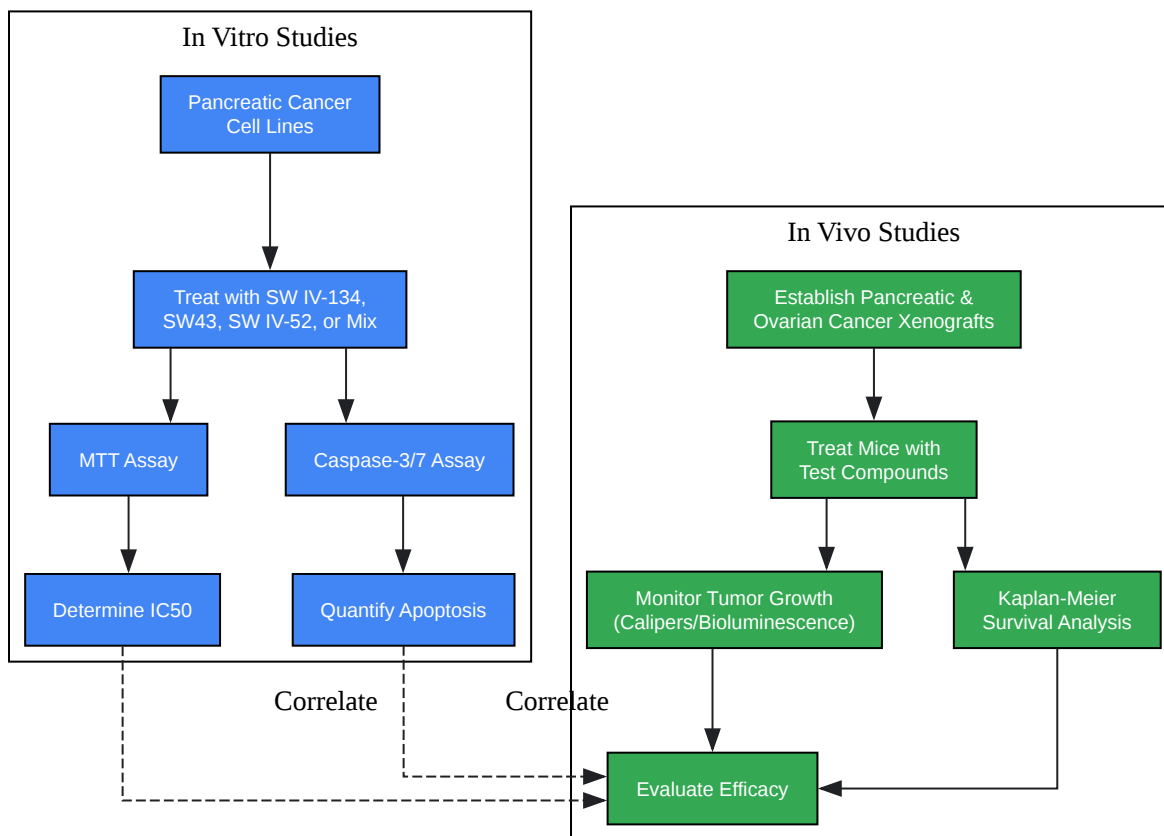 In Vitro Studies
Pancreatic Cancer
Cell Lines
Treat with SW IV-134,
SW43, SW IV-52, or Mix
MTT Assay
Caspase-3/7 Assay
Determine IC50
Quantify Apoptosis
In Vivo Studies
Establish Pancreatic &
Ovarian Cancer Xenografts
Treat Mice with
Test Compounds
Monitor Tumor Growth
(Calipers/Bioluminescence)
Kaplan-Meier
Survival Analysis
Correlate
Correlate
Evaluate Efficacy